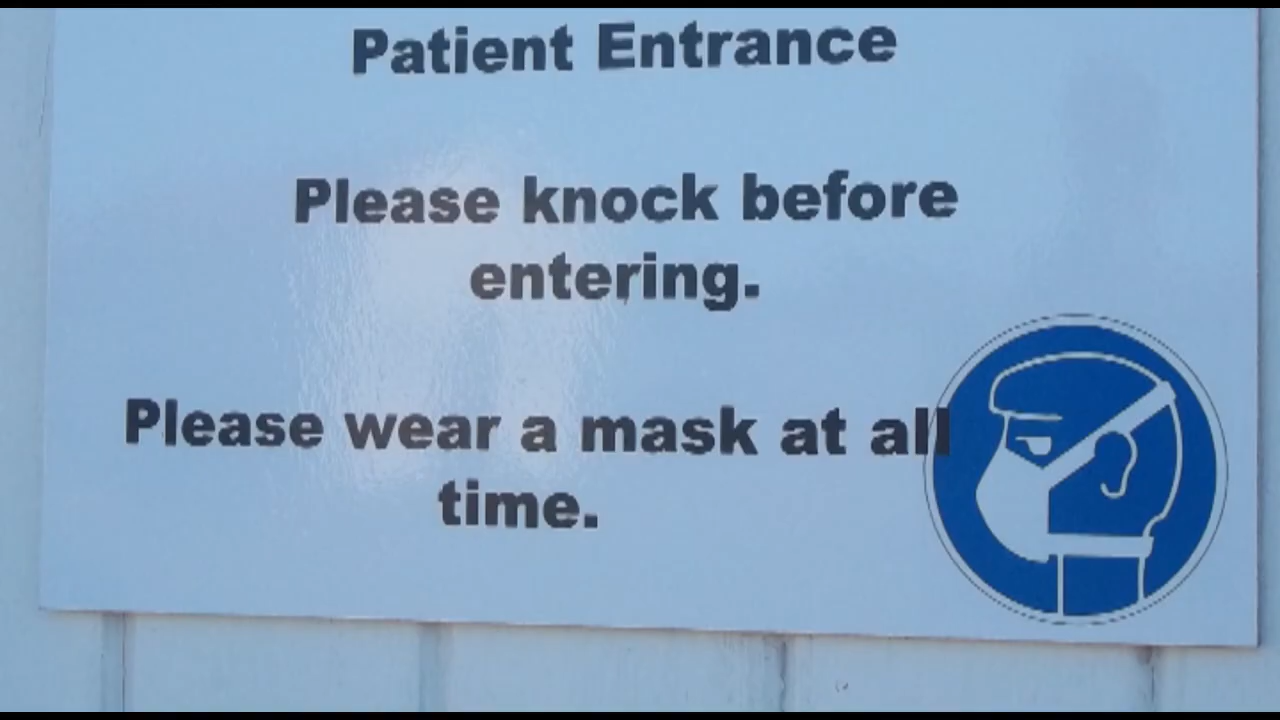 Patient Entrance
Please knock before
entering.
Please wear a mask at all
time.